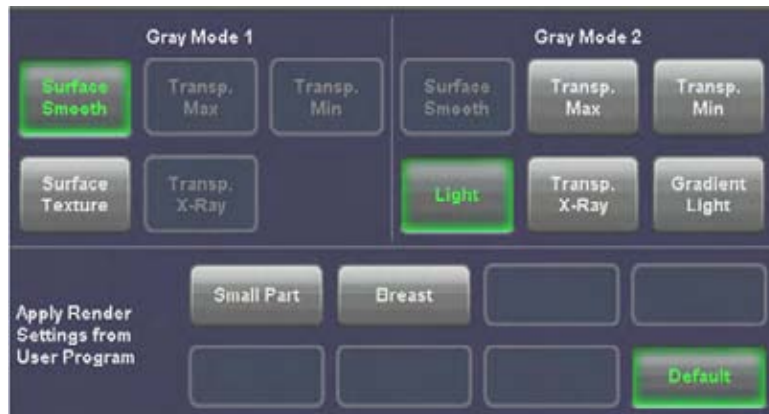 Gray Mode 1
Gray Mode 2
Surface
Smooth
Transp.
Max
Transp.
Min
Surface
Smooth
Transp.
Max
Transp.
Min
Surface
Texture
Transp.
X-Ray
Light
Transp.
X-Ray
Gradient
Light
Apply Render
Settings from
User Program
Small Part
Breast
Default